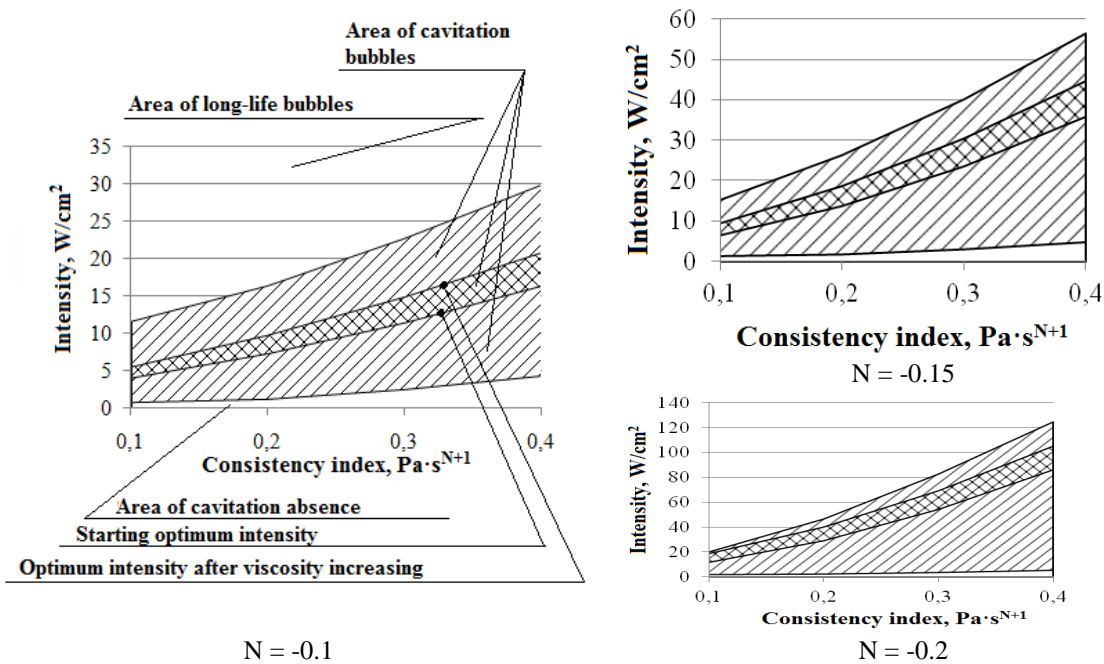 Area of cavitation
bubbles
Area of long-life bubbles
Intensity, W/cm²
35
30
25
20
15
10
5
0
0,1
0,2
0,3
0,4
Consistency index, Pa·s^{N+1}
Area of cavitation absence
Starting optimum intensity
Optimum intensity after viscosity increasing
N = -0.1
Intensity, W/cm²
60
50
40
30
20
10
0
0,1
0,2
0,3
0,4
Consistency index, Pa·s^{N+1}
N = -0.15
Intensity, W/cm²
140
120
100
80
60
40
20
0
0,1
0,2
0,3
0,4
Consistency index, Pa·s^{N+1}
N = -0.2